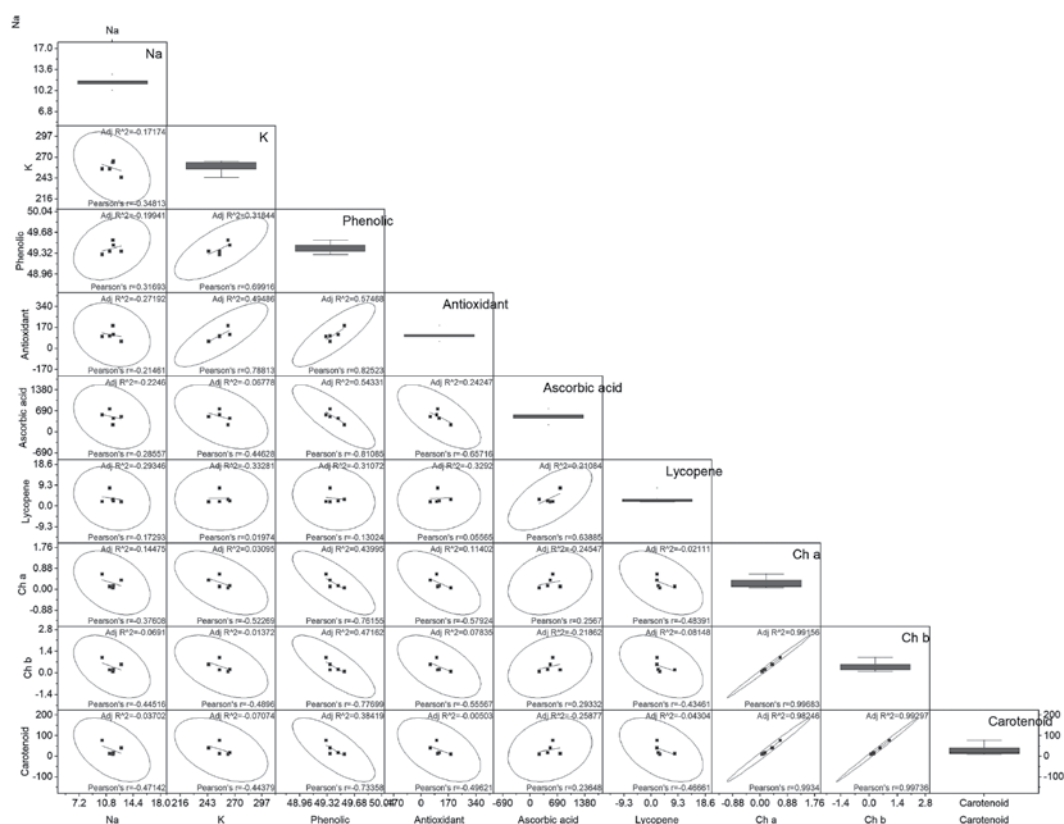 Na
Na
17.0
13.6
10.2
6.8
Na
K
297
270
243
216
Adj R^2=-0.17174
Pearson's r=-0.34813
K
Phenolic
50.04
49.68
49.32
48.96
Adj R^2=-0.19941
Pearson's r=0.31693
Adj R^2=0.31844
Pearson's r=0.69916
Phenolic
Antioxidant
340
170
0
-170
Adj R^2=-0.27192
Pearson's r=-0.21461
Adj R^2=0.49486
Pearson's r=0.78813
Adj R^2=0.57468
Pearson's r=0.82523
Antioxidant
Ascorbic acid
1380
690
0
-690
Adj R^2=-0.2246
Pearson's r=-0.28557
Adj R^2=-0.06778
Pearson's r=-0.44628
Adj R^2=0.54331
Pearson's r=-0.81085
Adj R^2=0.24247
Pearson's r=-0.65716
Ascorbic acid
Lycopene
18.6
9.3
0.0
-9.3
Adj R^2=-0.29346
Pearson's r=-0.17293
Adj R^2=-0.33281
Pearson's r=0.01974
Adj R^2=-0.31072
Pearson's r=-0.13024
Adj R^2=-0.3292
Pearson's r=0.05565
Adj R^2=0.21084
Pearson's r=0.63885
Lycopene
Ch a
1.76
0.88
0.00
-0.88
Adj R^2=-0.14475
Pearson's r=-0.37608
Adj R^2=0.03095
Pearson's r=-0.52269
Adj R^2=0.43995
Pearson's r=-0.76155
Adj R^2=0.11402
Pearson's r=-0.57924
Adj R^2=-0.24547
Pearson's r=0.2567
Adj R^2=-0.02111
Pearson's r=-0.48391
Ch a
Ch b
2.8
1.4
0.0
-1.4
Adj R^2=-0.0691
Pearson's r=-0.44516
Adj R^2=-0.01372
Pearson's r=-0.4896
Adj R^2=0.47162
Pearson's r=-0.77699
Adj R^2=0.07835
Pearson's r=-0.55567
Adj R^2=-0.21862
Pearson's r=0.29332
Adj R^2=-0.08148
Pearson's r=-0.43461
Adj R^2=0.99156
Pearson's r=0.99683
Ch b
Carotenoid
200
100
0
-100
Adj R^2=-0.03702
Pearson's r=-0.47142
Adj R^2=-0.07074
Pearson's r=-0.44379
Adj R^2=0.38419
Pearson's r=-0.73358
Adj R^2=-0.00503
Pearson's r=-0.49621
Adj R^2=-0.25877
Pearson's r=0.23648
Adj R^2=-0.04304
Pearson's r=-0.46661
Adj R^2=0.98246
Pearson's r=0.9934
Adj R^2=0.99297
Pearson's r=0.99736
Carotenoid
200
100
0
-100
7.2 10.8 14.4 18.0
216 243 270 297
48.96 49.32 49.68 50.04
0 170 340
-690 0 690 1380
-9.3 0.0 9.3 18.6
-0.88 0.00 0.88 1.76
-1.4 0.0 1.4 2.8
Carotenoid
Na K Phenolic Antioxidant Ascorbic acid Lycopene Ch a Ch b Carotenoid